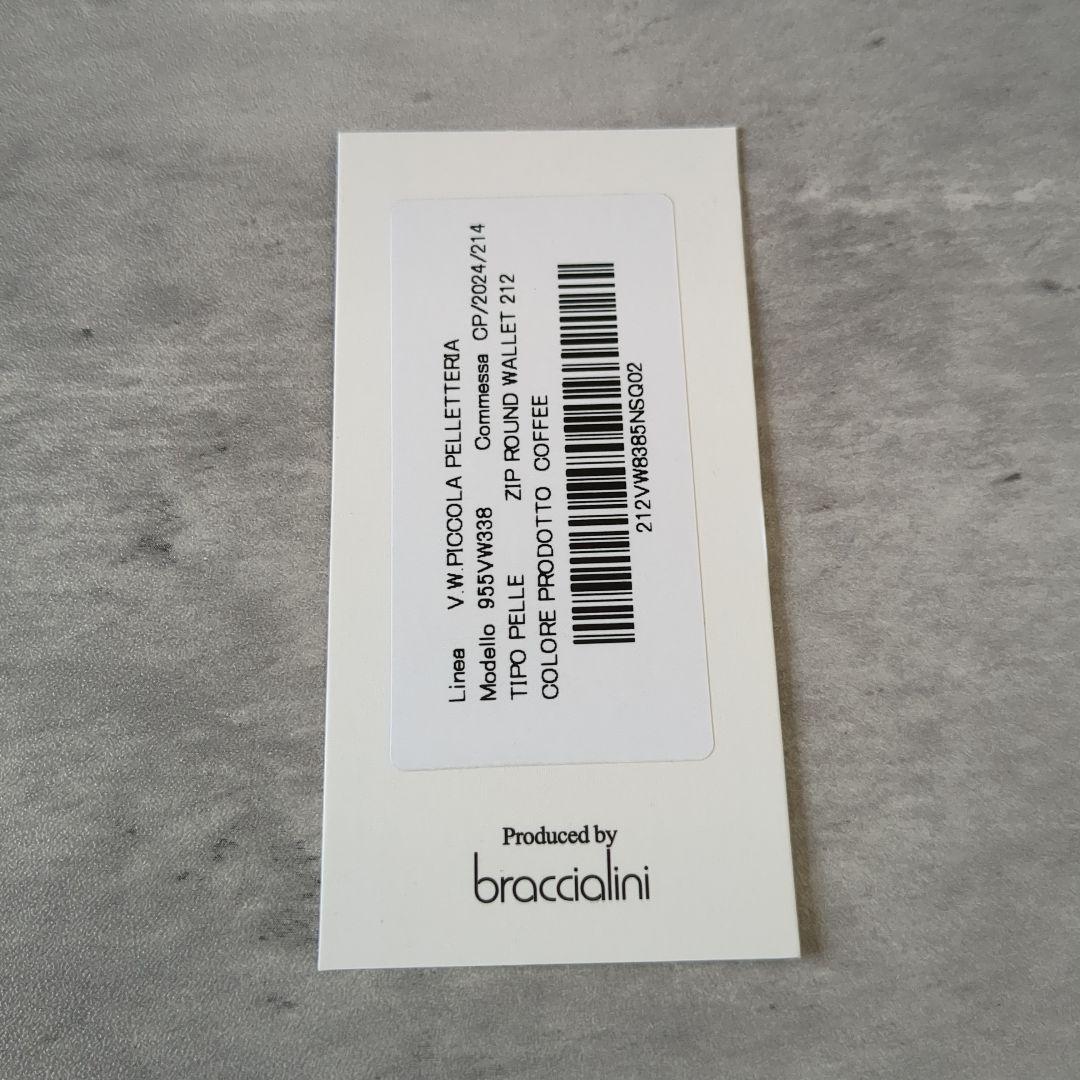 Linea V.W.PICCOLA PELLETTERIA
Modello 955VW338 Commessa CP/2024/214
TIPO PELLE ZIP ROUND WALLET 212
COLORE PRODOTTO COFFEE
212VW8385NSQ02
Produced by
braccialini